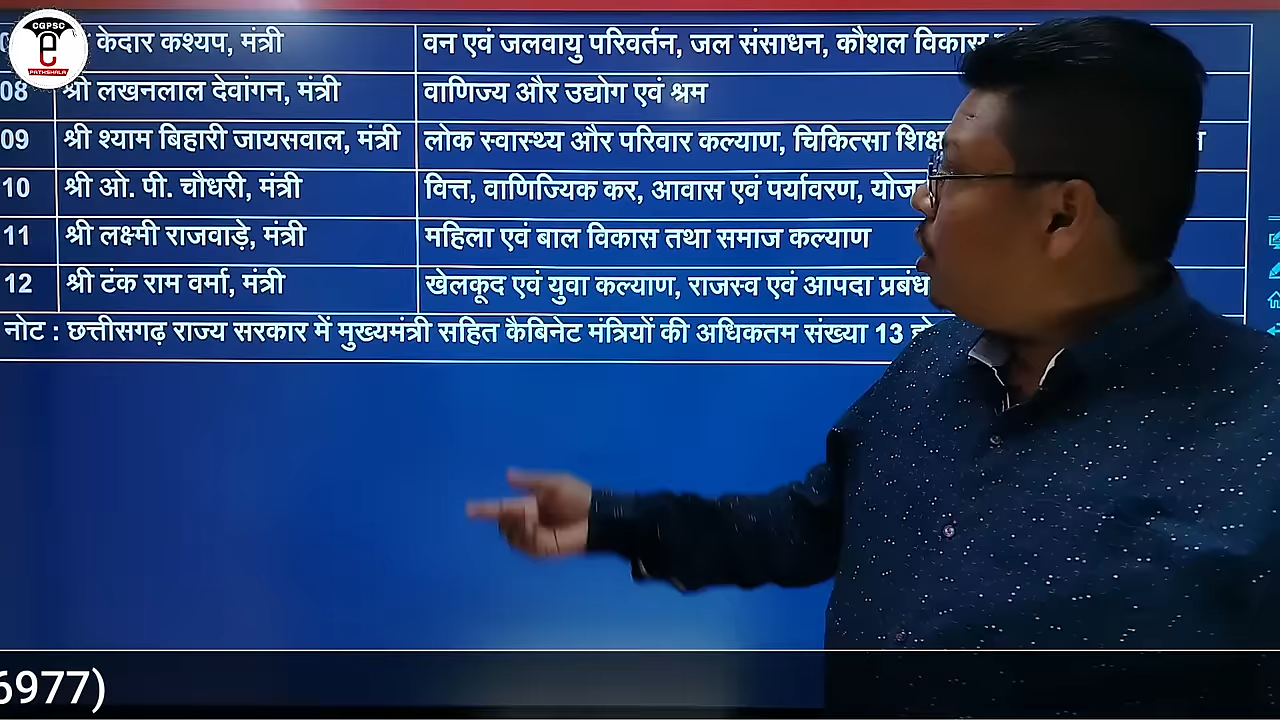 CGPSC
e
PATHSHALA
केदार कश्यप, मंत्री वन एवं जलवायु परिवर्तन, जल संसाधन, कौशल विकास
08 श्री लखनलाल देवांगन, मंत्री वाणिज्य और उद्योग एवं श्रम
09 श्री श्याम बिहारी जायसवाल, मंत्री लोक स्वास्थ्य और परिवार कल्याण, चिकित्सा
10 श्री ओ. पी. चौधरी, मंत्री वित्त, वाणिज्यिक कर, आवास एवं पर्यावरण,
11 श्री लक्ष्मी राजवाड़े, मंत्री महिला एवं बाल विकास तथा समाज कल्याण
12 श्री टंक राम वर्मा, मंत्री खेलकूद एवं युवा कल्याण, राजस्व एवं आपदा
नोट : छत्तीसगढ़ राज्य सरकार में मुख्यमंत्री सहित कैबिनेट मंत्रियों की अधिकतम संख्या 13
6977)